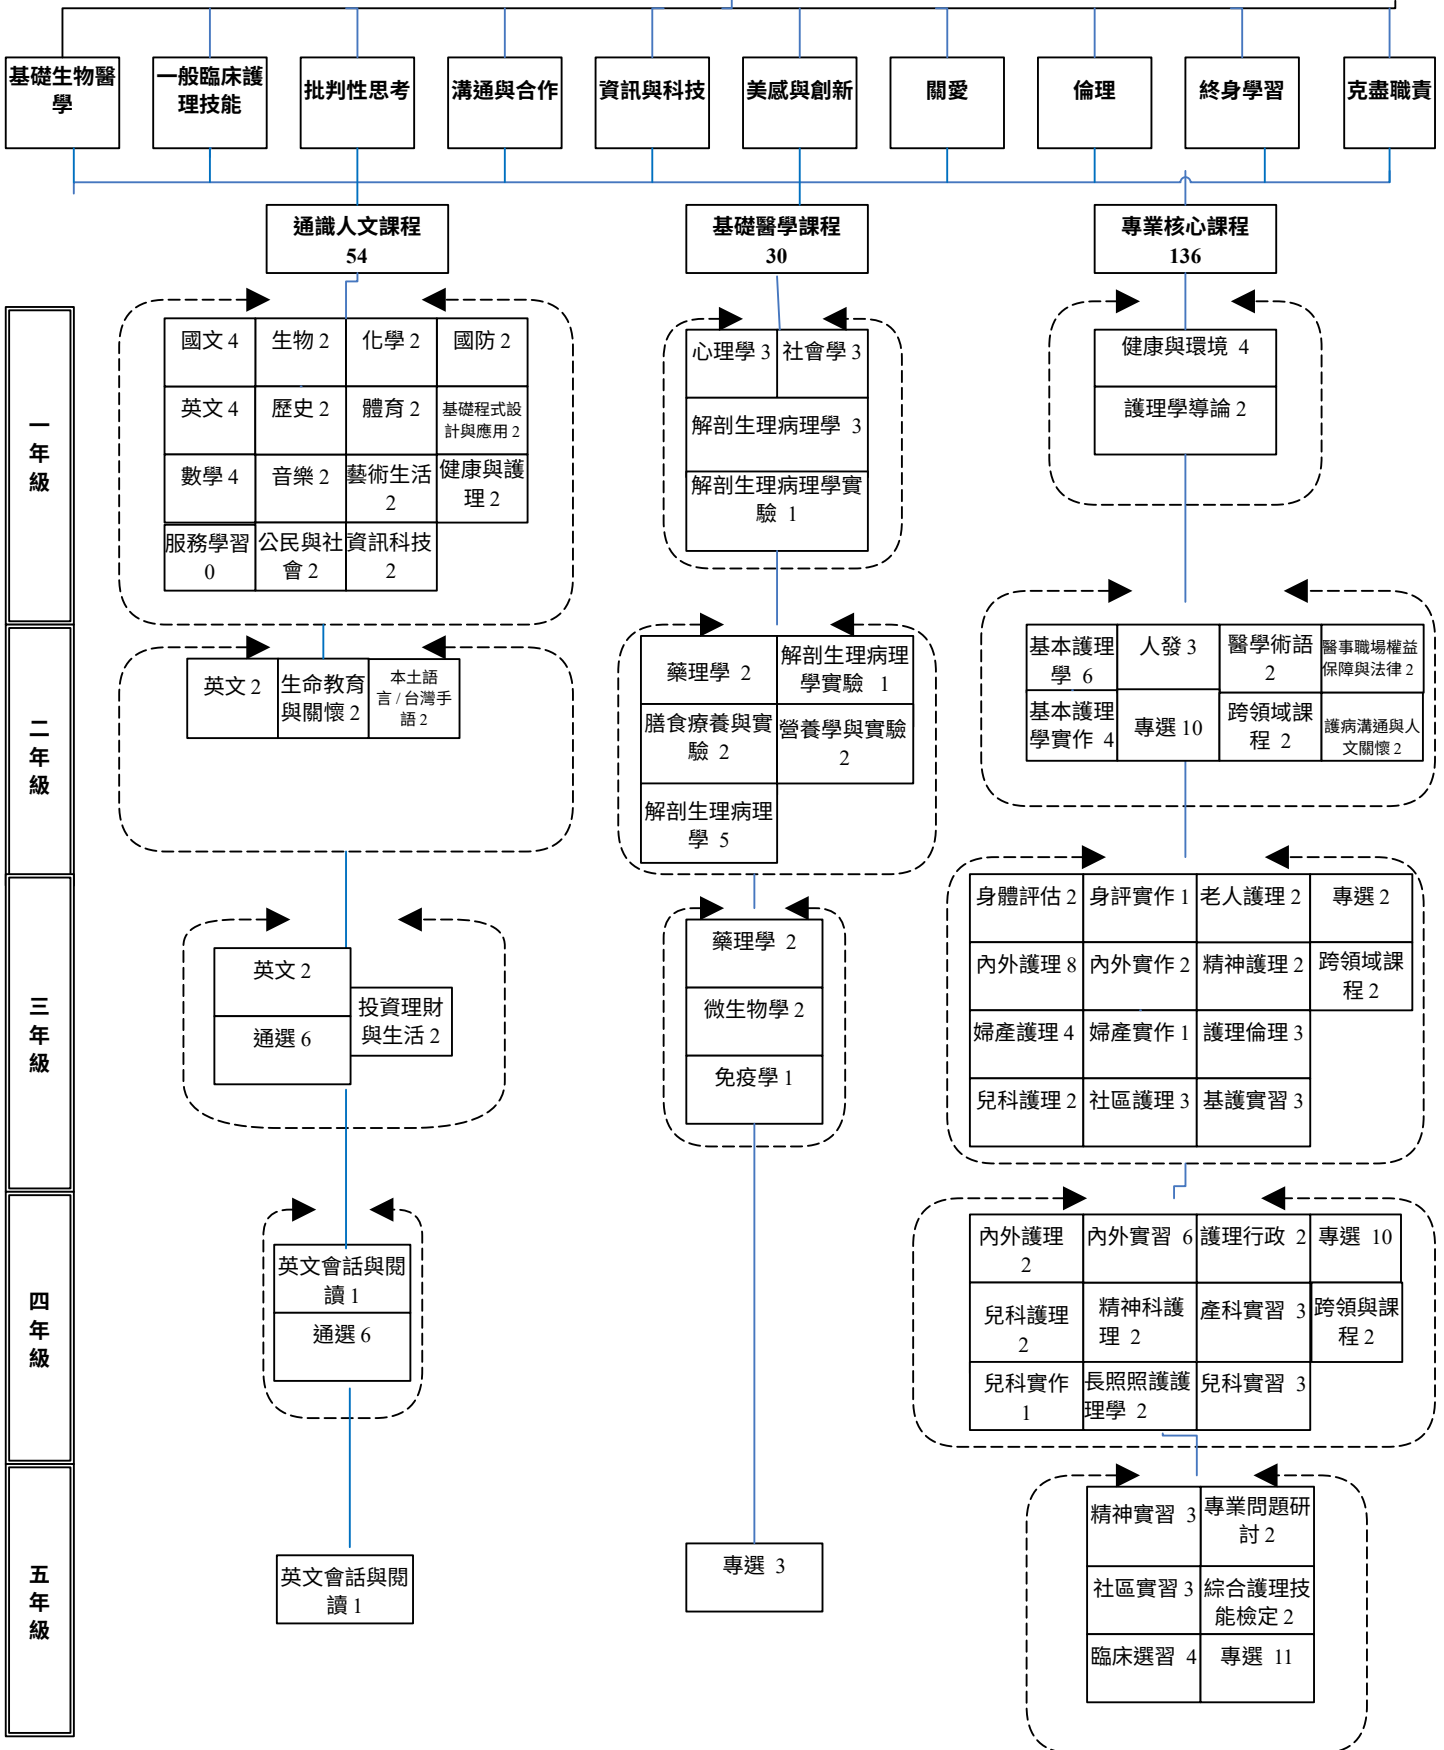 基礎生物醫
學
一般臨床護
理技能
批判性思考
溝通與合作
資訊與科技
美感與創新
關愛
倫理
終身學習
克盡職責
通識人文課程
54
基礎醫學課程
30
專業核心課程
136
一
年
級
國文 4
生物 2
化學 2
國防 2
英文 4
歷史 2
體育 2
基礎程式設
計與應用 2
數學 4
音樂 2
藝術生活
2
健康與護
理 2
服務學習
0
公民與社
會 2
資訊科技
2
心理學 3
社會學 3
解剖生理病理學 3
解剖生理病理學實
驗 1
健康與環境 4
護理學導論 2
二
年
級
英文 2
生命教育
與關懷 2
本土語
言 / 台灣手
語 2
藥理學 2
解剖生理病理
學實驗 1
膳食療養與實
驗 2
營養學與實驗
2
解剖生理病理
學 5
基本護理
學 6
人發 3
醫學術語
2
醫事職場權益
保障與法律 2
基本護理
學實作 4
專選 10
跨領域課
程 2
護病溝通與人
文關懷 2
三
年
級
英文 2
通選 6
投資理財
與生活 2
藥理學 2
微生物學 2
免疫學 1
身體評估 2
身評實作 1
老人護理 2
專選 2
內外護理 8
內外實作 2
精神護理 2
跨領域課
程 2
婦產護理 4
婦產實作 1
護理倫理 3
兒科護理 2
社區護理 3
基護實習 3
四
年
級
英文會話與閱
讀 1
通選 6
內外護理
2
內外實習 6
護理行政 2
專選 10
兒科護理
2
精神科護
理 2
產科實習 3
跨領與課
程 2
兒科實作
1
長照照護護
理學 2
兒科實習 3
五
年
級
英文會話與閱
讀 1
專選 3
精神實習 3
專業問題研
討 2
社區實習 3
綜合護理技
能檢定 2
臨床選習 4
專選 11